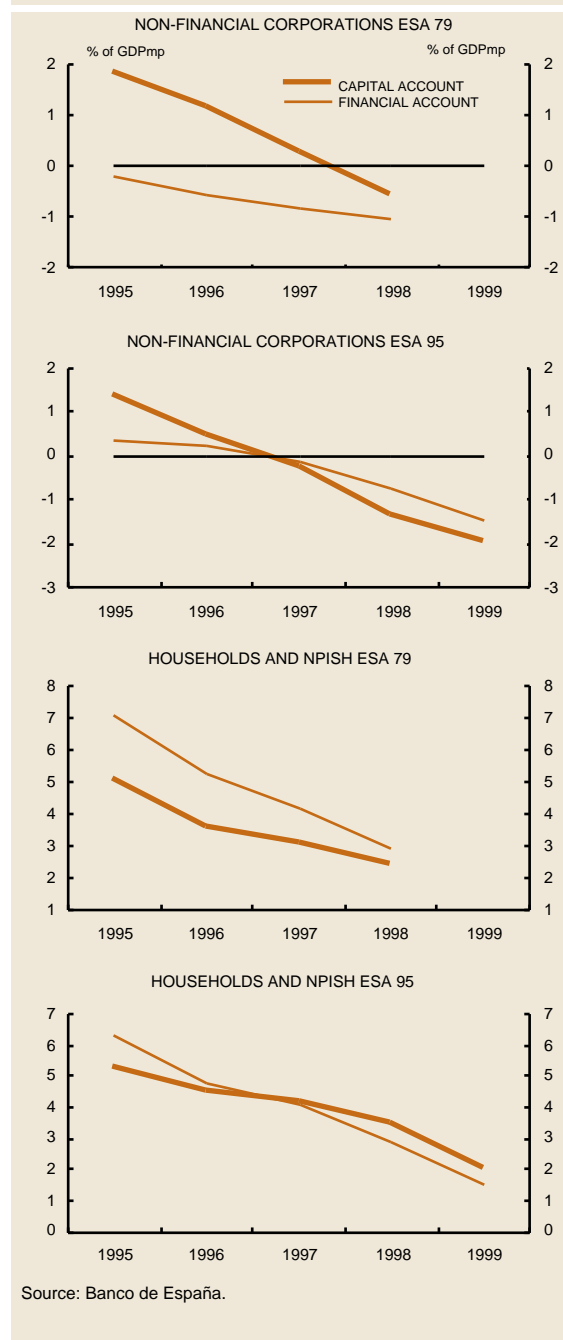 NON-FINANCIAL CORPORATIONS ESA 79
% of GDPmp % of GDPmp
CAPITAL ACCOUNT
FINANCIAL ACCOUNT
2 2
1 1
0 0
-1 -1
-2 -2
1995 1996 1997 1998 1999
NON-FINANCIAL CORPORATIONS ESA 95
2 2
1 1
0 0
-1 -1
-2 -2
-3 -3
1995 1996 1997 1998 1999
HOUSEHOLDS AND NPISH ESA 79
8 8
7 7
6 6
5 5
4 4
3 3
2 2
1 1
1995 1996 1997 1998 1999
HOUSEHOLDS AND NPISH ESA 95
7 7
6 6
5 5
4 4
3 3
2 2
1 1
0 0
1995 1996 1997 1998 1999
Source: Banco de España.